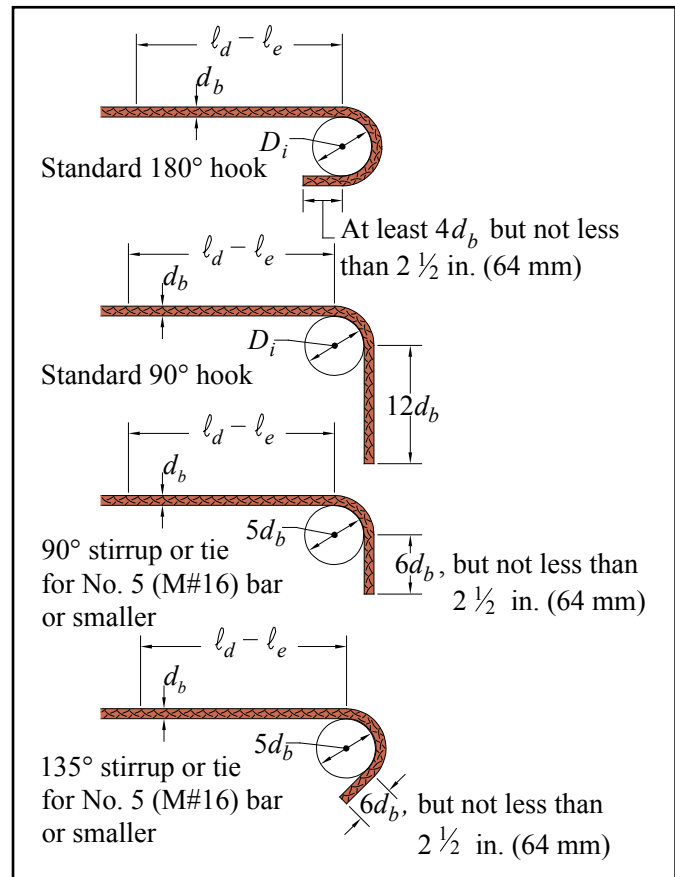 ℓd − ℓe
db
Di
Standard 180° hook
At least 4db but not less
than 2 ½ in. (64 mm)
ℓd − ℓe
db
Di
Standard 90° hook
12db
ℓd − ℓe
db
5db
90° stirrup or tie
for No. 5 (M#16) bar
or smaller
6db, but not less than
2 ½ in. (64 mm)
ℓd − ℓe
db
5db
135° stirrup or tie
for No. 5 (M#16) bar
or smaller
6db, but not less than
2 ½ in. (64 mm)